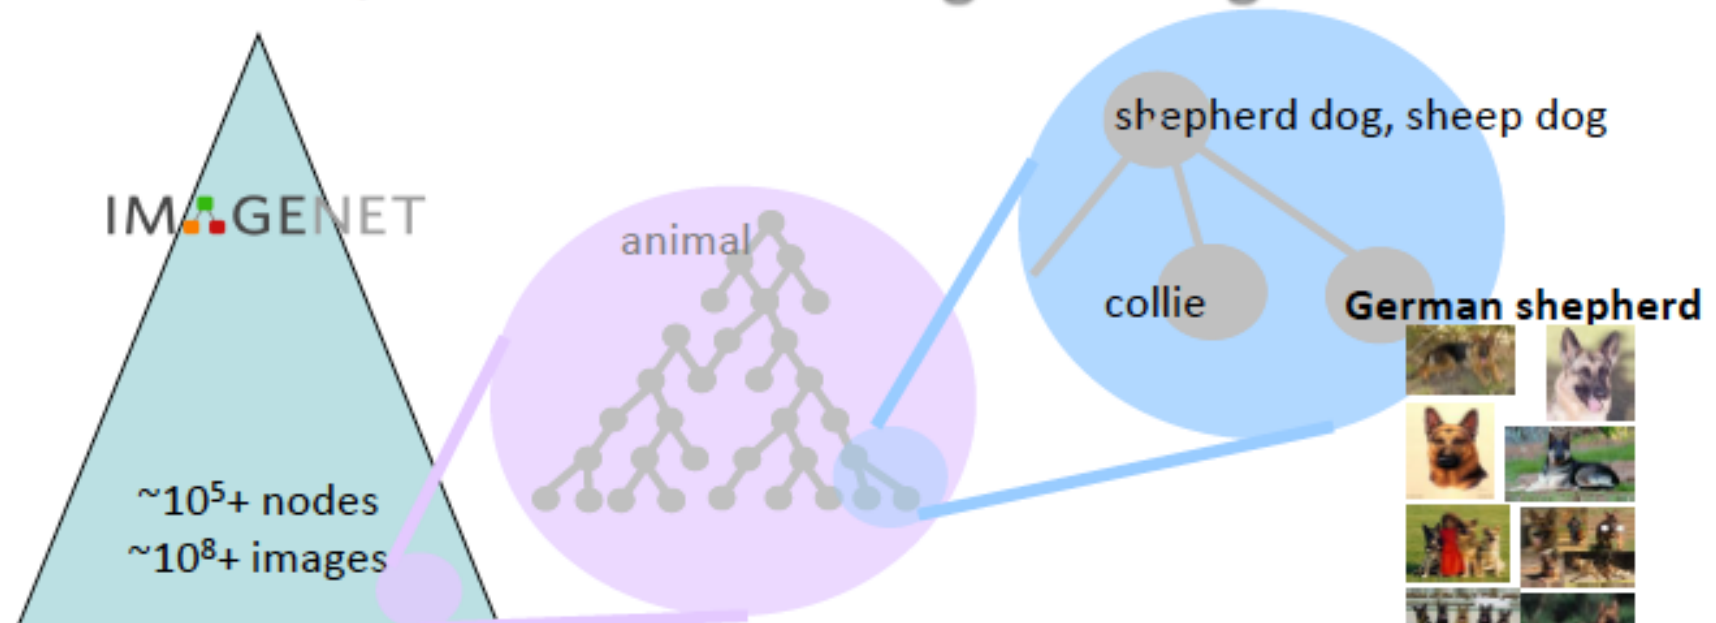 IMAGENET
~10⁵+ nodes
~10⁸+ images
animal
shepherd dog, sheep dog
collie
German shepherd